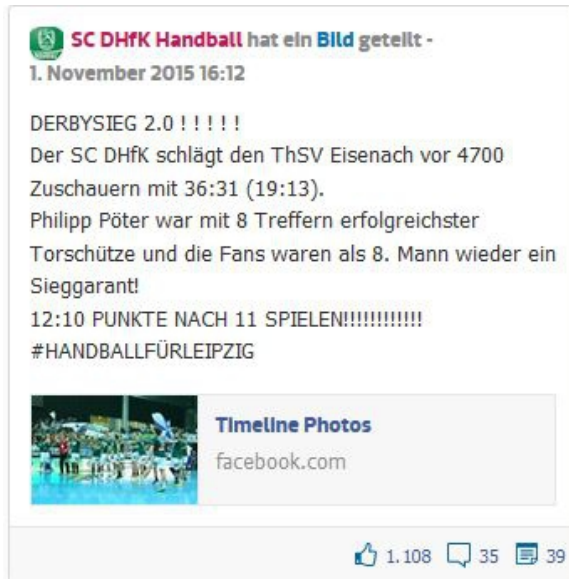 SC DHfK Handball hat ein Bild geteilt -
1. November 2015 16:12
DERBYSIEG 2.0 ! ! ! ! !
Der SC DHfK schlägt den ThSV Eisenach vor 4700
Zuschauern mit 36:31 (19:13).
Philipp Pöter war mit 8 Treffern erfolgreichster
Torschütze und die Fans waren als 8. Mann wieder ein
Sieggarant!
12:10 PUNKTE NACH 11 SPIELEN!!!!!!!!!!!!
#HANDBALLFÜRLEIPZIG
Timeline Photos
facebook.com
1.108 35 39